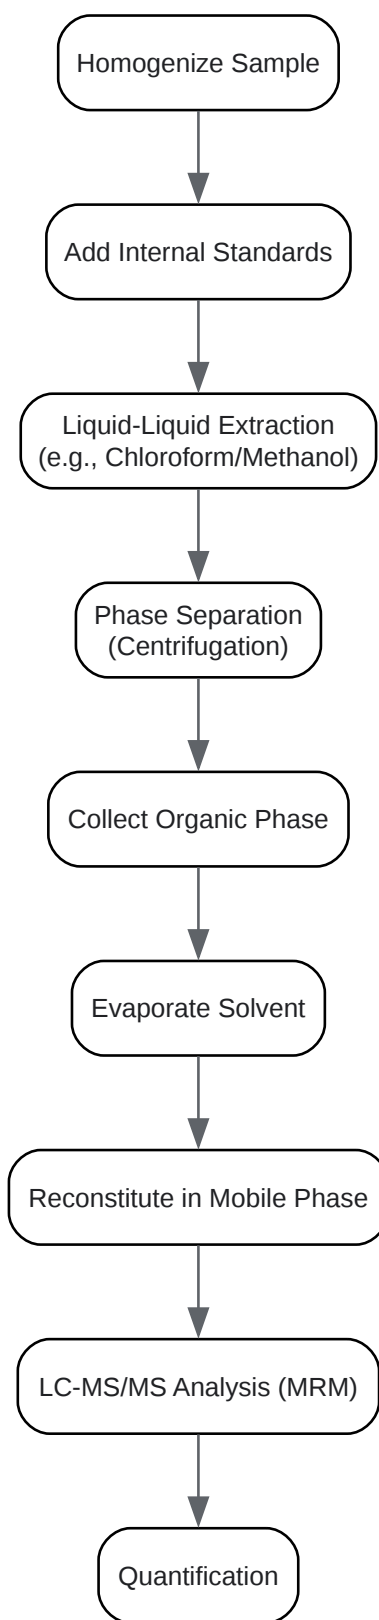 Homogenize Sample
Add Internal Standards
Liquid-Liquid Extraction
(e.g., Chloroform/Methanol)
Phase Separation
(Centrifugation)
Collect Organic Phase
Evaporate Solvent
Reconstitute in Mobile Phase
LC-MS/MS Analysis (MRM)
Quantification